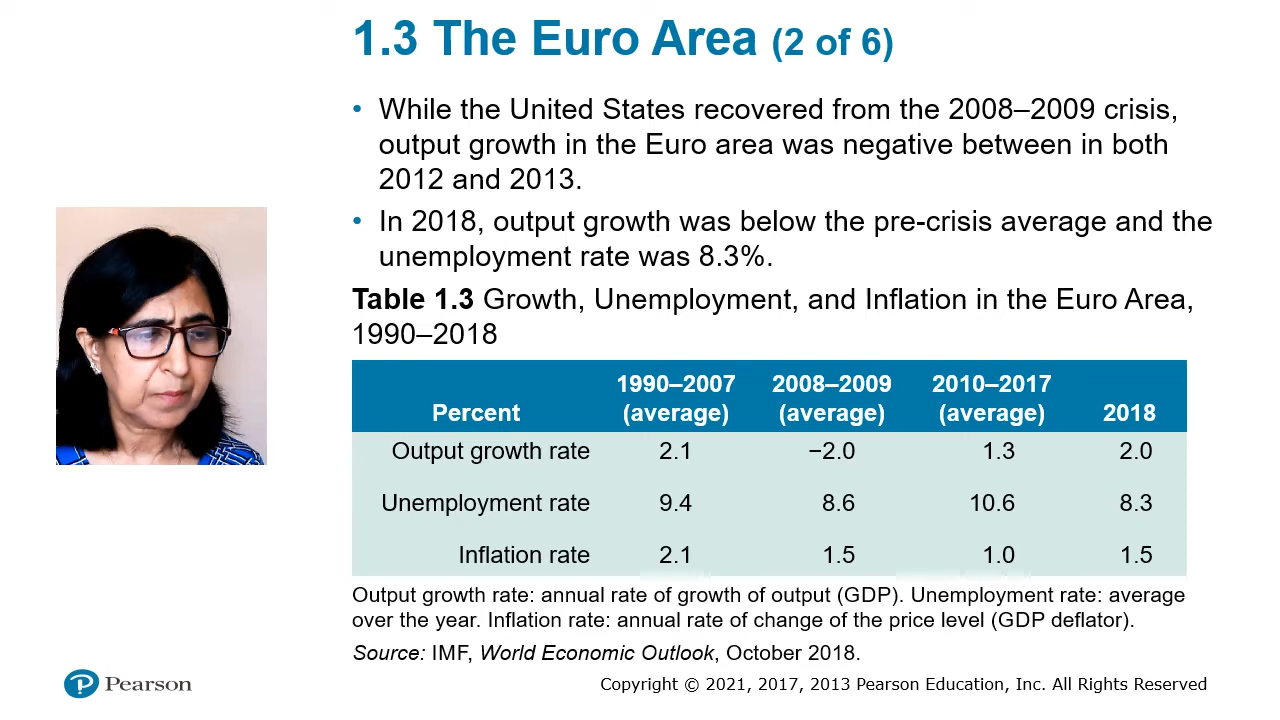 1.3 The Euro Area (2 of 6)
• While the United States recovered from the 2008–2009 crisis,
output growth in the Euro area was negative between in both
2012 and 2013.
• In 2018, output growth was below the pre-crisis average and the
unemployment rate was 8.3%.
Table 1.3 Growth, Unemployment, and Inflation in the Euro Area,
1990–2018
Percent 1990–2007 (average) 2008–2009 (average) 2010–2017 (average) 2018
Output growth rate 2.1 −2.0 1.3 2.0
Unemployment rate 9.4 8.6 10.6 8.3
Inflation rate 2.1 1.5 1.0 1.5
Output growth rate: annual rate of growth of output (GDP). Unemployment rate: average
over the year. Inflation rate: annual rate of change of the price level (GDP deflator).
Source: IMF, World Economic Outlook, October 2018.
P Pearson
Copyright © 2021, 2017, 2013 Pearson Education, Inc. All Rights Reserved